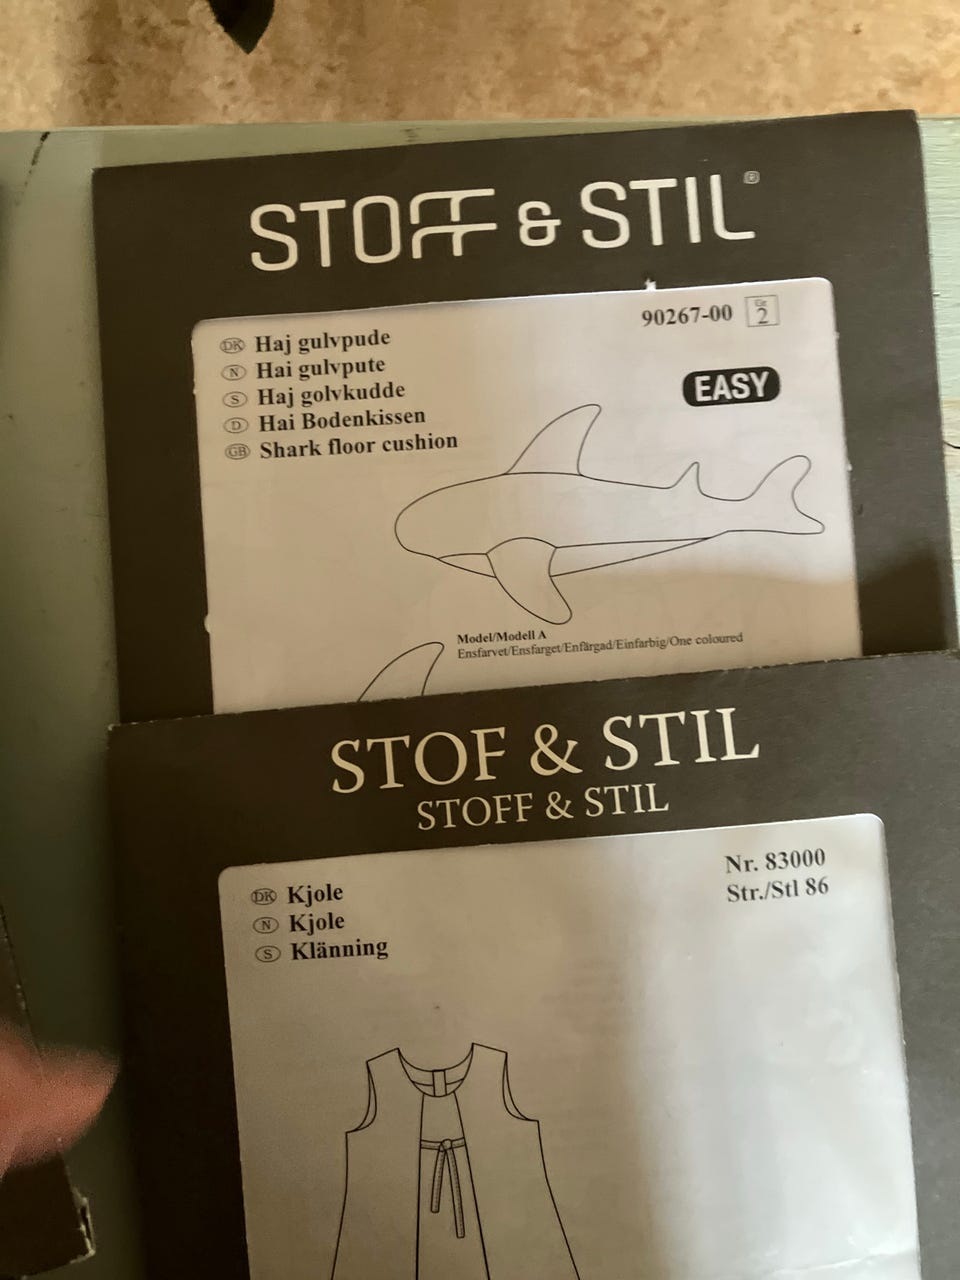 STOFF & STIL®
90267-00 Gr 2
DK Haj gulvpude
N Hai gulvpute
S Haj golvkudde
D Hai Bodenkissen
GB Shark floor cushion
EASY
Model/Modell A
Ensfarvet/Ensfarget/Enfärgad/Einfarbig/One coloured
STOF & STIL
STOFF & STIL
Nr. 83000
Str./Stl 86
DK Kjole
N Kjole
S Klänning